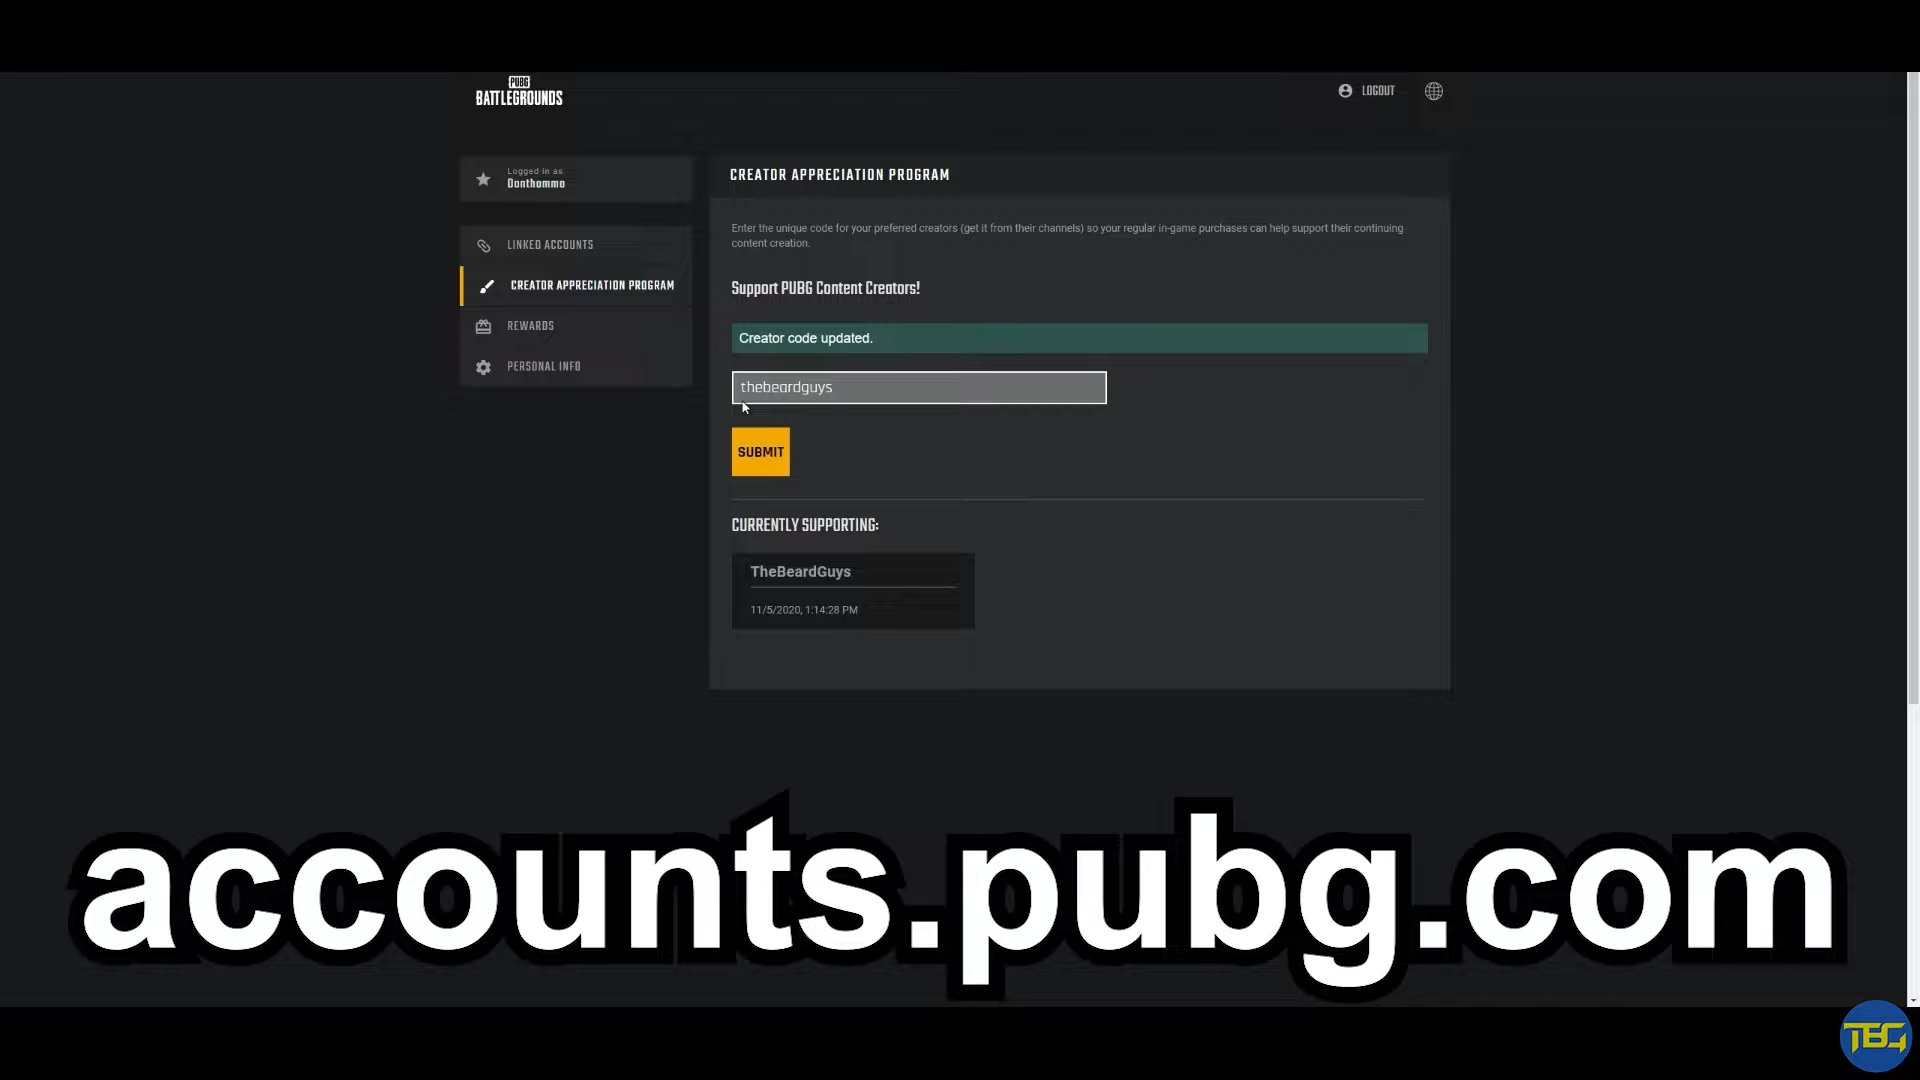 PUBG
BATTLEGROUNDS
LOGOUT
Logged in as
Danthammo
LINKED ACCOUNTS
CREATOR APPRECIATION PROGRAM
REWARDS
PERSONAL INFO
CREATOR APPRECIATION PROGRAM
Enter the unique code for your preferred creators (get it from their channels) so your regular in-game purchases can help support their continuing
content creation.
Support PUBG Content Creators!
Creator code updated.
thebeardguys
SUBMIT
CURRENTLY SUPPORTING:
TheBeardGuys
11/5/2020, 1:14:28 PM
accounts.pubg.com
TBG